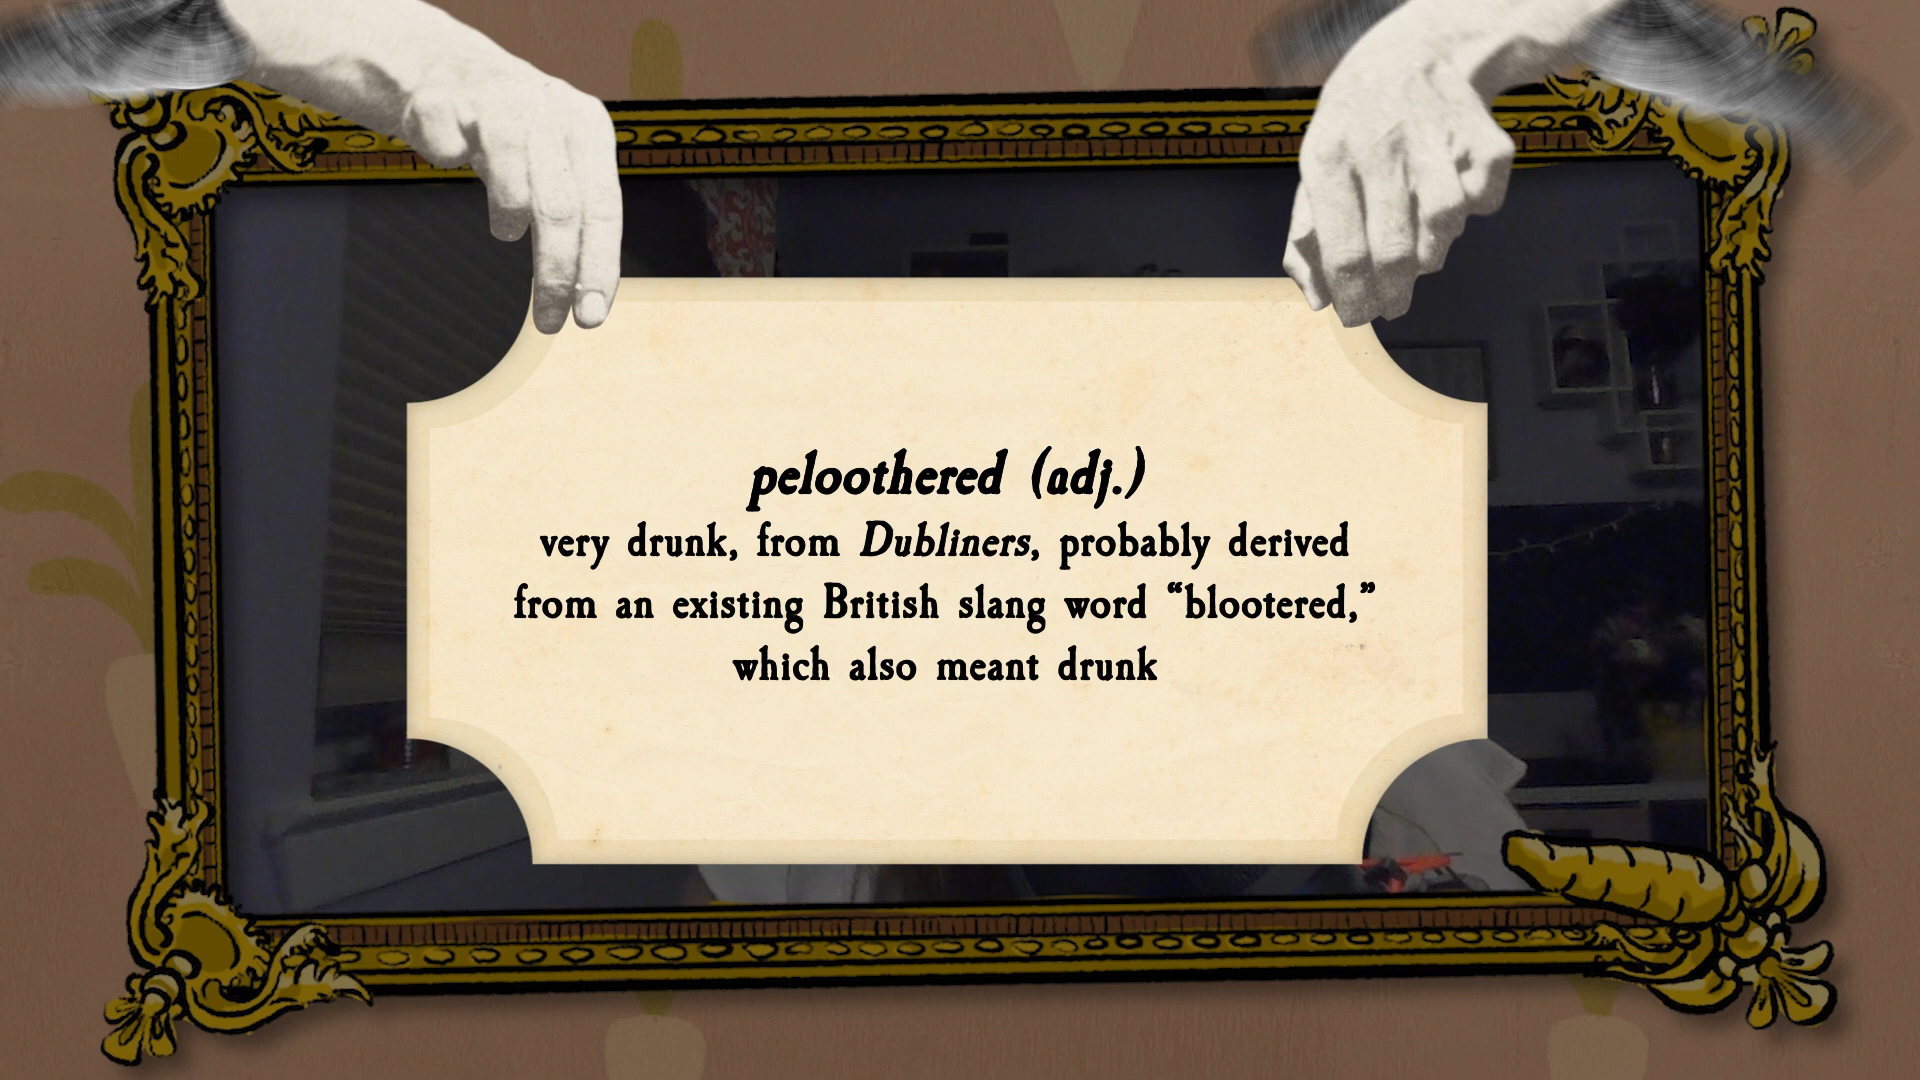 peloothered (adj.)
very drunk, from Dubliners, probably derived
from an existing British slang word “blootered,”
which also meant drunk